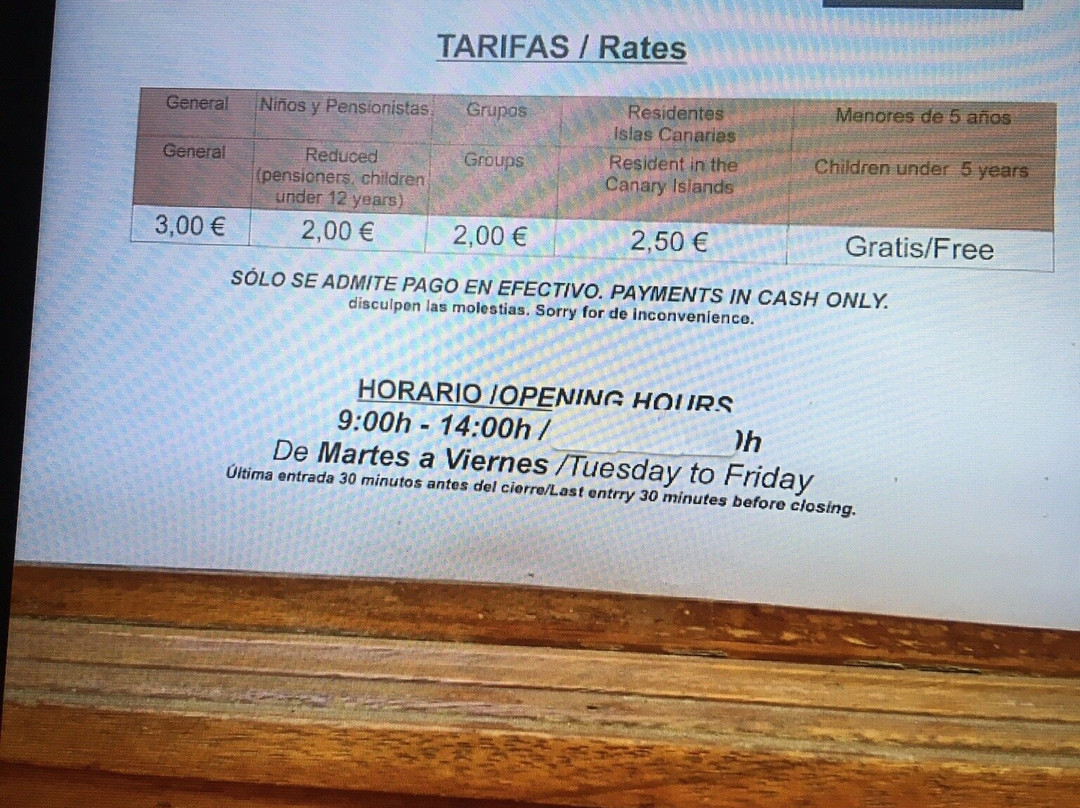 TARIFAS / Rates
General Niños y Pensionistas Grupos Residentes Islas Canarias Menores de 5 años
General Reduced (pensioners, children under 12 years) Groups Resident in the Canary Islands Children under 5 years
3,00 € 2,00 € 2,00 € 2,50 € Gratis/Free
SÓLO SE ADMITE PAGO EN EFECTIVO. PAYMENTS IN CASH ONLY.
disculpen las molestias. Sorry for de inconvenience.
HORARIO /OPENING HOURS
9:00h - 14:00h / h
De Martes a Viernes /Tuesday to Friday
Última entrada 30 minutos antes del cierre/Last entrry 30 minutes before closing.